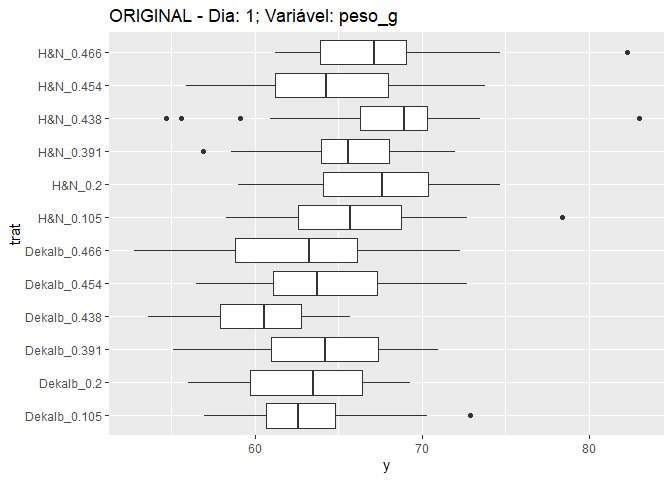 ORIGINAL - Dia: 1; Variável: peso_g
H&N_0.466
H&N_0.454
H&N_0.438
H&N_0.391
H&N_0.2
H&N_0.105
Dekalb_0.466
Dekalb_0.454
Dekalb_0.438
Dekalb_0.391
Dekalb_0.2
Dekalb_0.105
trat
60 70 80
y